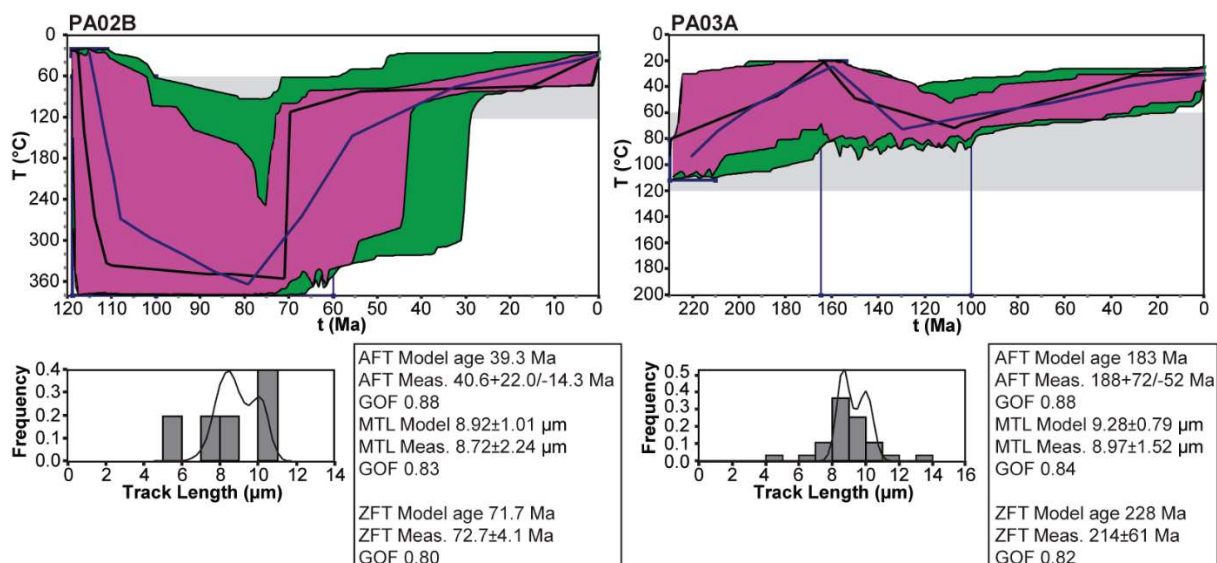 PA02B
0
60
120
180
240
300
360
T (°C)
120 100 80 60 40 20 0
t (Ma)
PA03A
0
20
40
60
80
100
120
140
160
180
200
T (°C)
220 200 180 160 140 120 100 80 60 40 20 0
t (Ma)
0.4
0.3
0.2
0.1
0.0
Frequency
0 2 4 6 8 10 12 14
Track Length (µm)
AFT Model age 39.3 Ma
AFT Meas. 40.6+22.0/-14.3 Ma
GOF 0.88
MTL Model 8.92±1.01 µm
MTL Meas. 8.72±2.24 µm
GOF 0.83
ZFT Model age 71.7 Ma
ZFT Meas. 72.7±4.1 Ma
GOF 0.80
0.5
0.4
0.3
0.2
0.1
0.0
Frequency
0 2 4 6 8 10 12 14 16
Track Length (µm)
AFT Model age 183 Ma
AFT Meas. 188+72/-52 Ma
GOF 0.88
MTL Model 9.28±0.79 µm
MTL Meas. 8.97±1.52 µm
GOF 0.84
ZFT Model age 228 Ma
ZFT Meas. 214±61 Ma
GOF 0.82